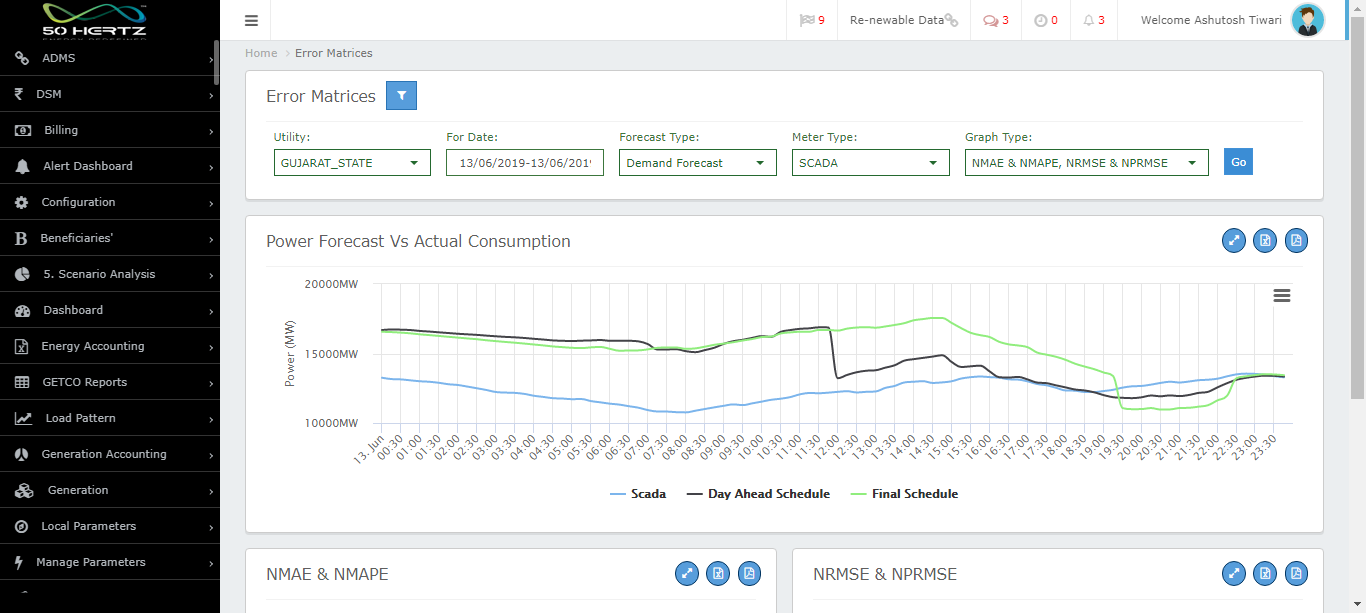 50 HERTZ
ENERGY REDEFINED
ADMS
DSM
Billing
Alert Dashboard
Configuration
Beneficiaries'
5. Scenario Analysis
Dashboard
Energy Accounting
GETCO Reports
Load Pattern
Generation Accounting
Generation
Local Parameters
Manage Parameters
9
Re-newable Data
3
0
3
Welcome Ashutosh Tiwari
Home > Error Matrices
Error Matrices
Utility: For Date: Forecast Type: Meter Type: Graph Type:
GUJARAT_STATE 13/06/2019-13/06/201 Demand Forecast SCADA NMAE & NMAPE, NRMSE & NPRMSE Go
Power Forecast Vs Actual Consumption
Power (MW)
20000MW
15000MW
10000MW
13. Jun 00:30 01:00 01:30 02:00 02:30 03:00 03:30 04:00 04:30 05:00 05:30 06:00 06:30 07:00 07:30 08:00 08:30 09:00 09:30 10:00 10:30 11:00 11:30 12:00 12:30 13:00 13:30 14:00 14:30 15:00 15:30 16:00 16:30 17:00 17:30 18:00 18:30 19:00 19:30 20:00 20:30 21:00 21:30 22:00 22:30 23:00 23:30
Scada Day Ahead Schedule Final Schedule
NMAE & NMAPE
NRMSE & NPRMSE